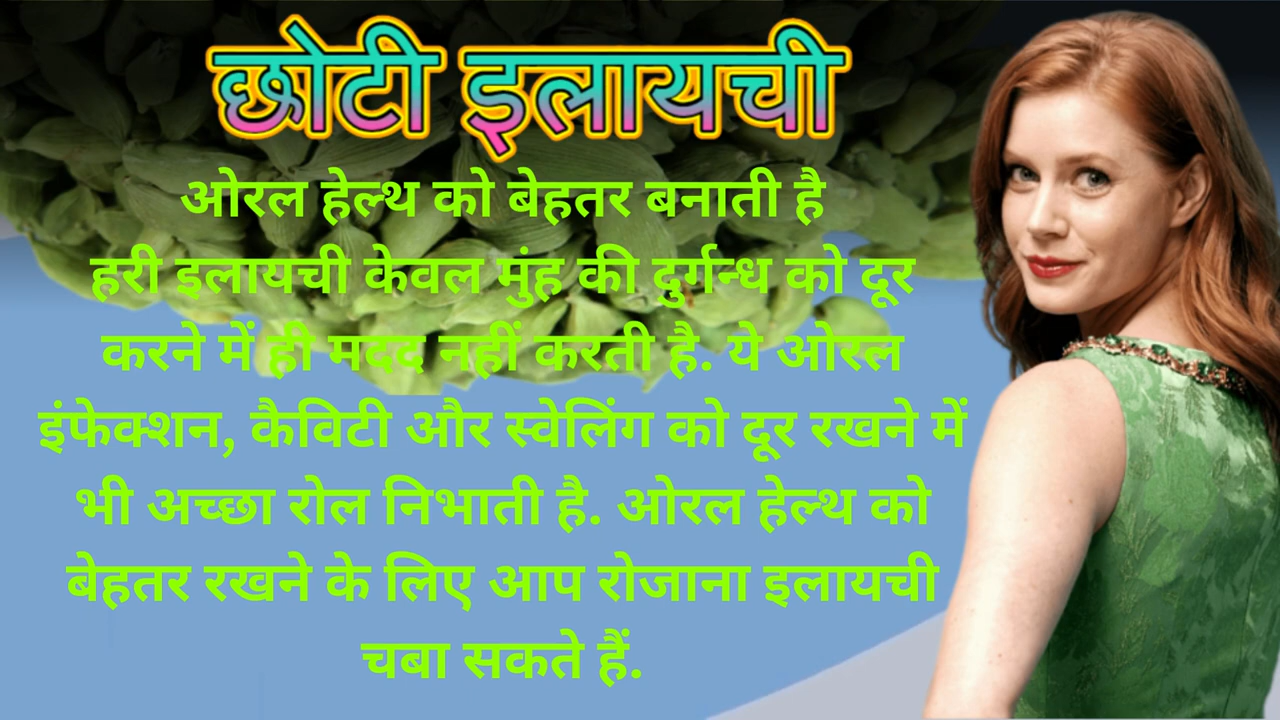 छोटी इलायची
ओरल हेल्थ को बेहतर बनाती है
हरी इलायची केवल मुंह की दुर्गन्ध को दूर
करने में ही मदद नहीं करती है. ये ओरल
इंफेक्शन, कैविटी और स्वेलिंग को दूर रखने में
भी अच्छा रोल निभाती है. ओरल हेल्थ को
बेहतर रखने के लिए आप रोजाना इलायची
चबा सकते हैं.